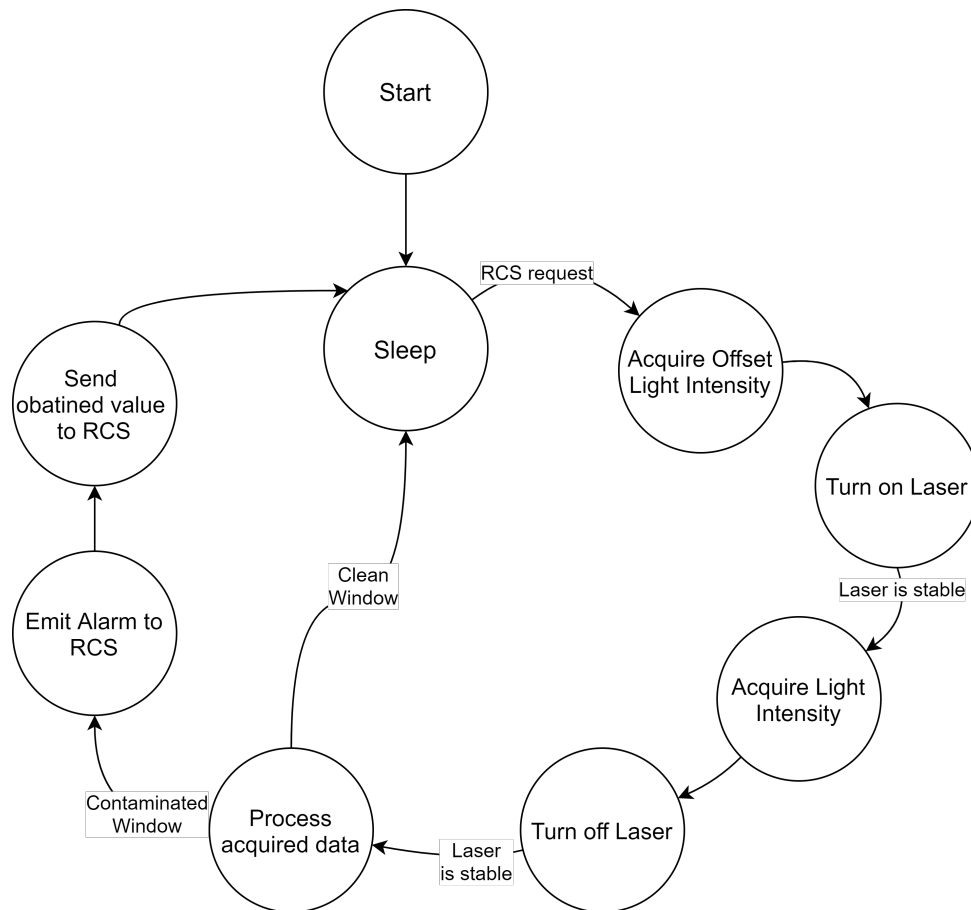 Start
RCS request
Sleep
Acquire Offset
Light Intensity
Send
obatined value
to RCS
Turn on Laser
Laser is stable
Clean
Window
Emit Alarm to
RCS
Acquire Light
Intensity
Contaminated
Window
Process
acquired data
Laser
is stable
Turn off Laser